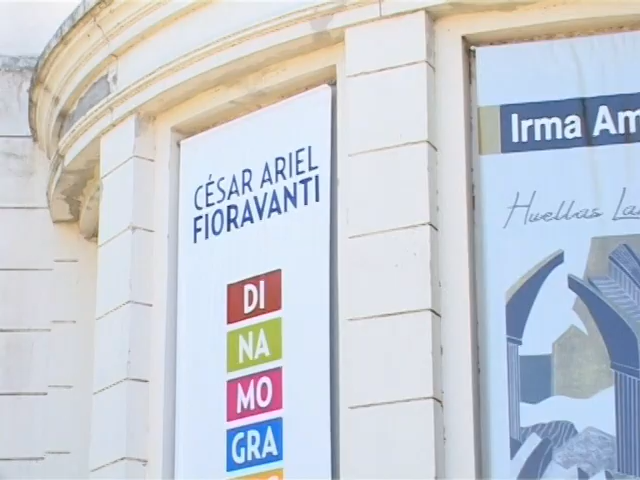 CÉSAR ARIEL
FIORAVANTI
DI
NA
MO
GRA
Irma Am
Huellas La